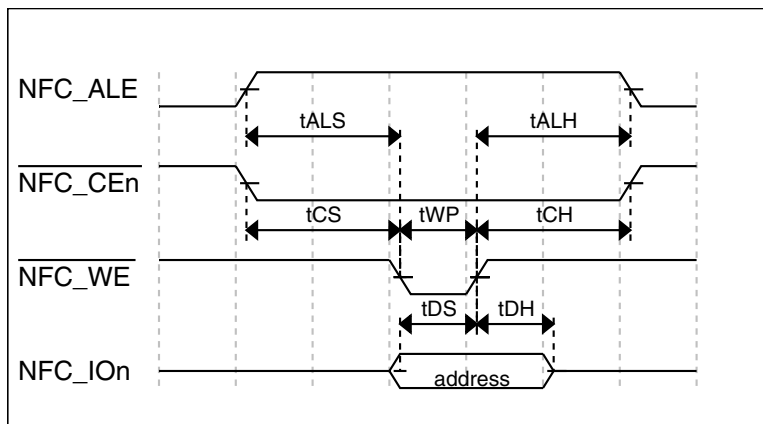 NFC_ALE
tALS tALH
NFC_CEn
tCS tWP tCH
NFC_WE
tDS tDH
NFC_IOn address